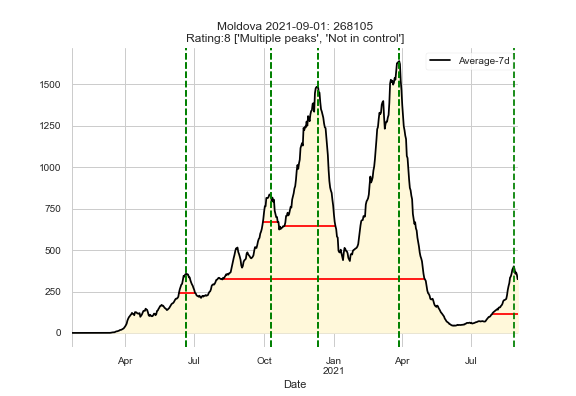 Moldova 2021-09-01: 268105
Rating:8 ['Multiple peaks', 'Not in control']
Average-7d
1500
1250
1000
750
500
250
0
Apr Jul Oct Jan Apr Jul
2021
Date